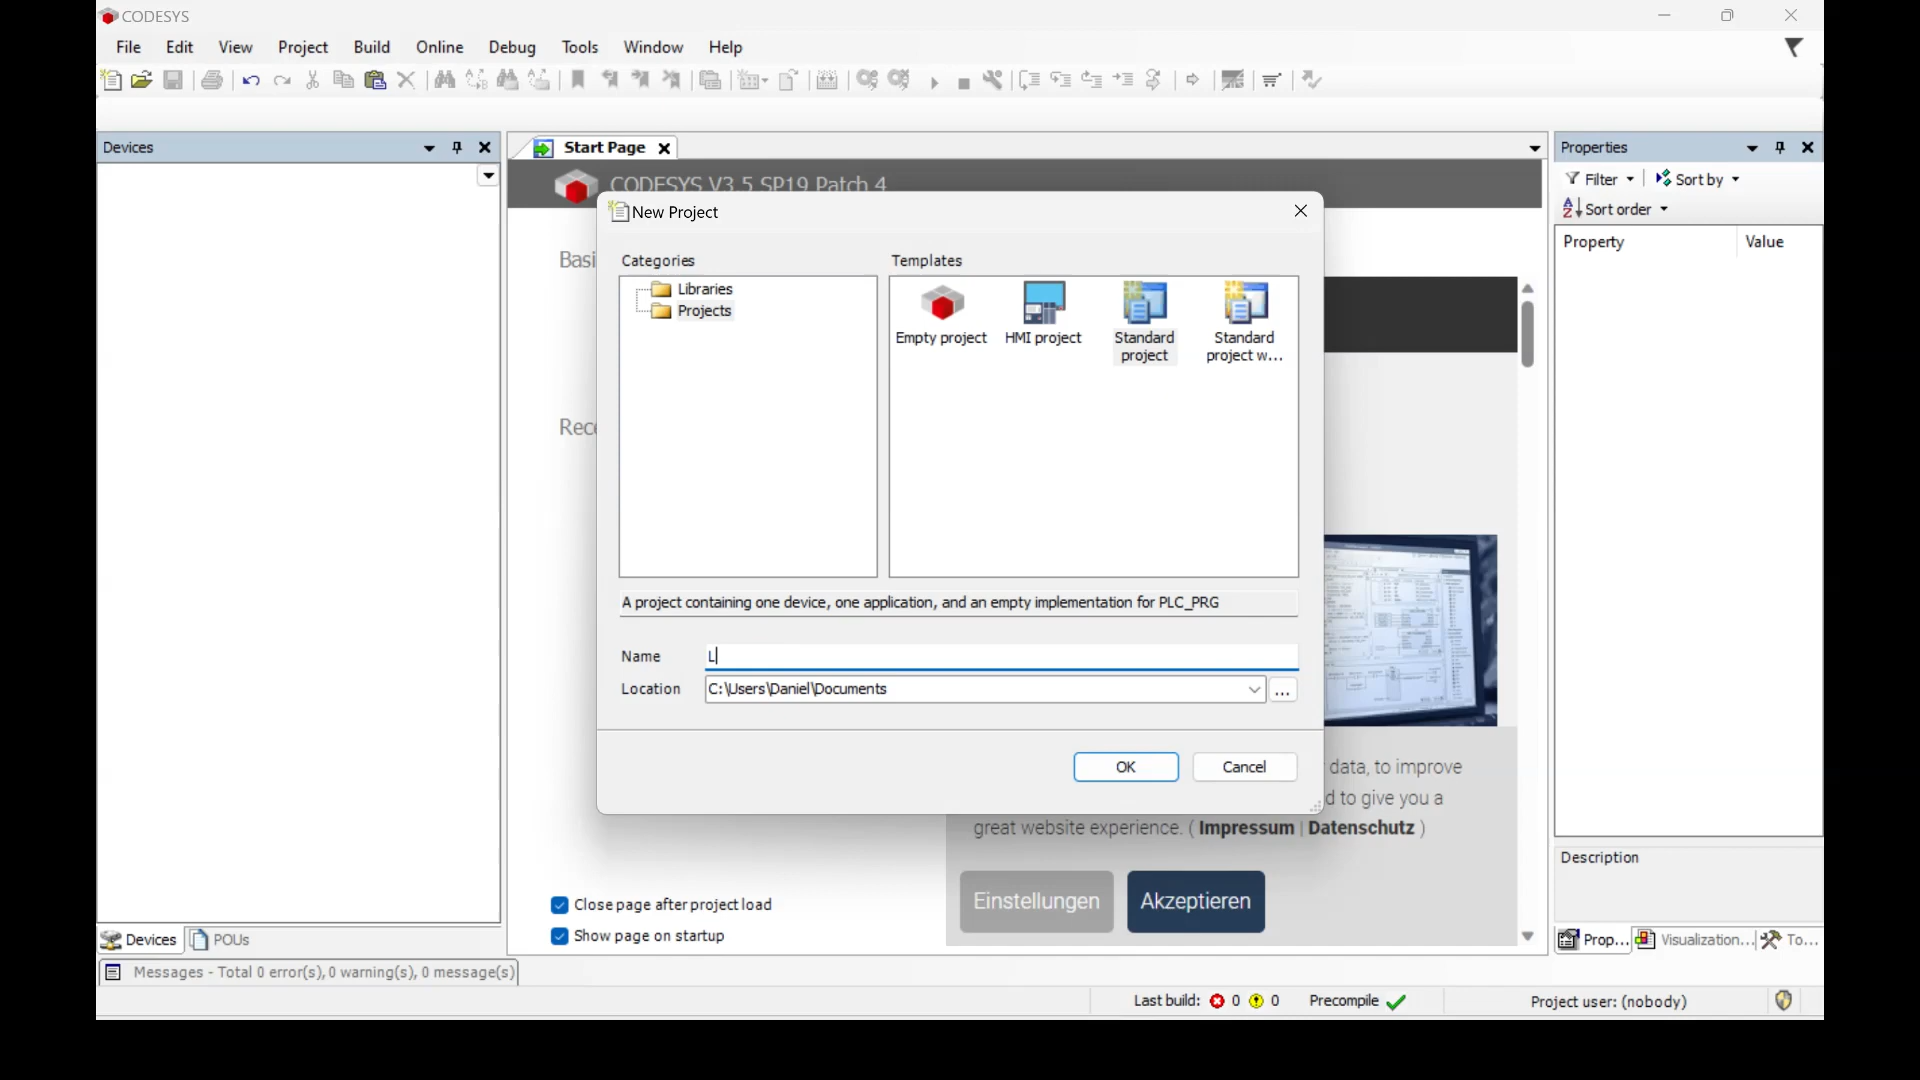 CODESYS
File Edit View Project Build Online Debug Tools Window Help
Devices
Start Page
Properties
CODESYS V3.5 SP19 Patch 4
Filter
Sort by
Sort order
Property Value
Basi
Rece
New Project
Categories
Templates
Libraries
Projects
Empty project
HMI project
Standard
project
Standard
project w...
A project containing one device, one application, and an empty implementation for PLC_PRG
Name L
Location C:\Users\Daniel\Documents ...
OK Cancel
data, to improve
d to give you a
great website experience. ( Impressum | Datenschutz )
Einstellungen Akzeptieren
Close page after project load
Show page on startup
Description
Devices POUs
Prop... Visualization... To...
Messages - Total 0 error(s), 0 warning(s), 0 message(s)
Last build: 0 0 Precompile Project user: (nobody)